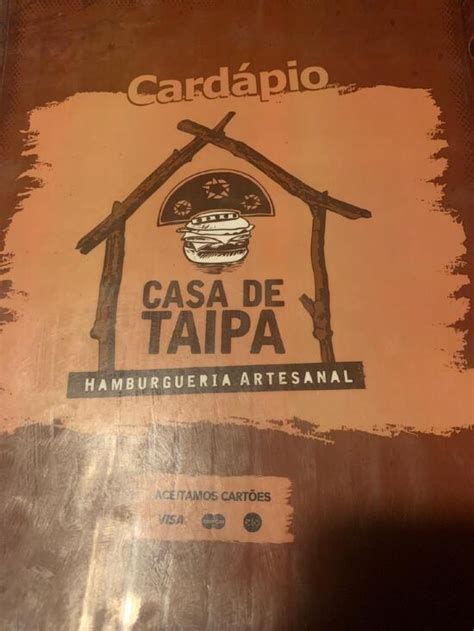 Cardápio
CASA DE
TAIPA
HAMBURGUERIA ARTESANAL
ACEITAMOS CARTÕES
VISA